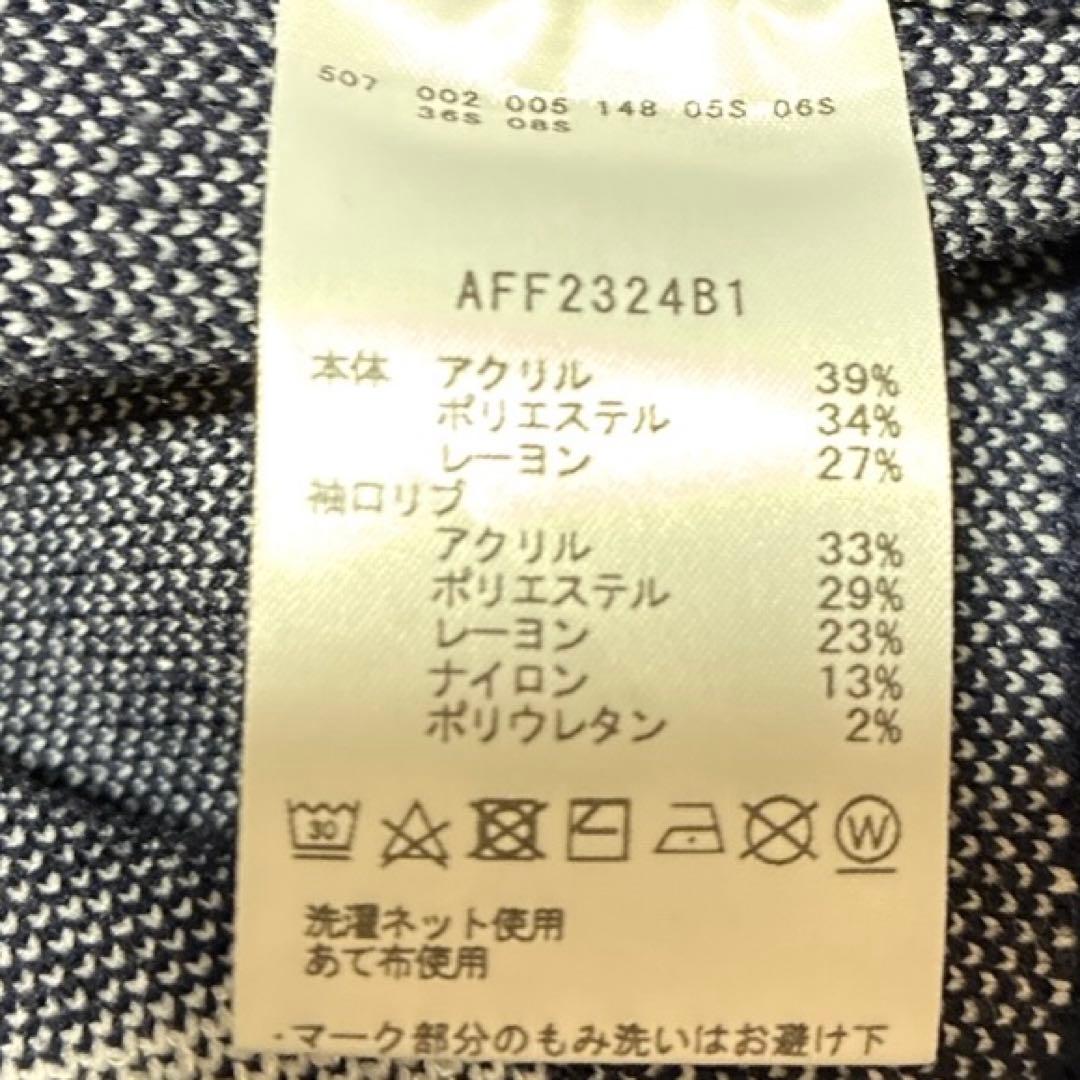 507 002 005 148 05S 06S
36S 08S
AFF2324B1
本体 アクリル 39%
ポリエステル 34%
レーヨン 27%
袖口リブ
アクリル 33%
ポリエステル 29%
レーヨン 23%
ナイロン 13%
ポリウレタン 2%
30 W
洗濯ネット使用
あて布使用
・マーク部分のもみ洗いはお避け下